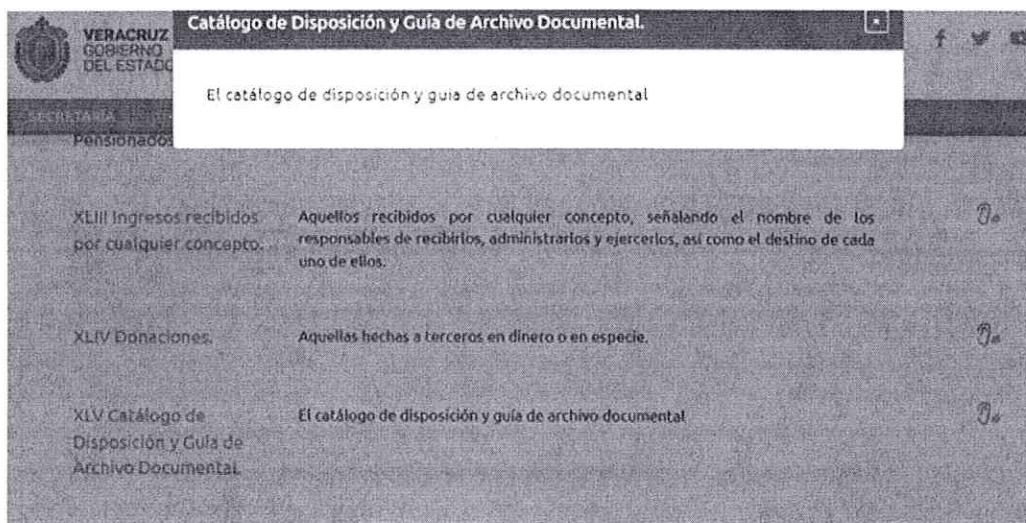 Catálogo de Disposición y Guía de Archivo Documental.
VERACRUZ
GOBIERNO
DEL ESTADO
El catálogo de disposición y guia de archivo documental
SECRETARÍA
Pensionados
XLIII Ingresos recibidos por cualquier concepto.
Aquellos recibidos por cualquier concepto, señalando el nombre de los
responsables de recibirlos, administrarlos y ejercerlos, así como el destino de cada
uno de ellos.
XLIV Donaciones.
Aquellas hechas a terceros en dinero o en especie.
XLV Catálogo de
Disposición y Guía de
Archivo Documental.
El catálogo de disposición y guía de archivo documental